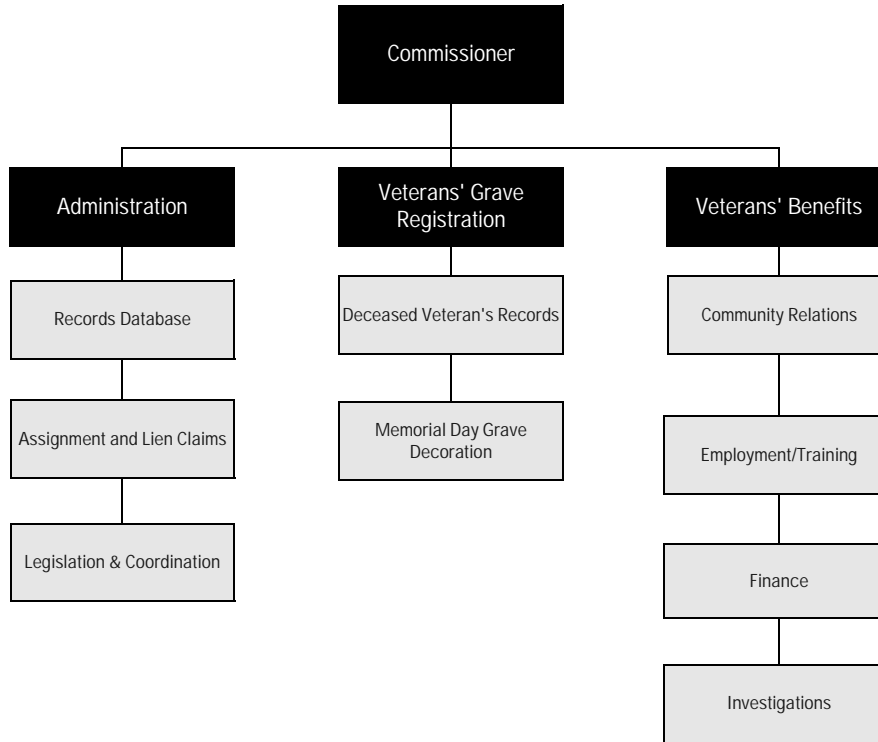 Commissioner
Administration
Veterans' Grave
Registration
Veterans' Benefits
Records Database
Deceased Veteran's Records
Community Relations
Assignment and Lien Claims
Memorial Day Grave
Decoration
Employment/Training
Legislation & Coordination
Finance
Investigations